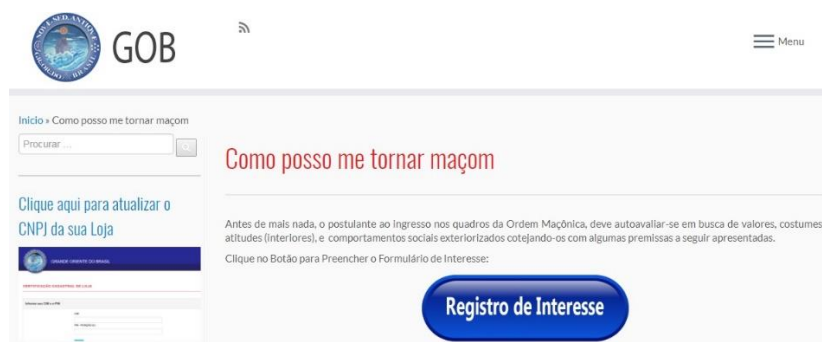 GOB
Menu
Início » Como posso me tornar maçom
Procurar ...
Clique aqui para atualizar o
CNPJ da sua Loja
GRANDE ORIENTE DO BRASIL
Como posso me tornar maçom
Antes de mais nada, o postulante ao ingresso nos quadros da Ordem Maçônica, deve autoavaliar-se em busca de valores, costumes
atitudes (interiores), e comportamentos sociais exteriorizados cotejando-os com algumas premissas a seguir apresentadas.
Clique no Botão para Preencher o Formulário de Interesse:
Registro de Interesse